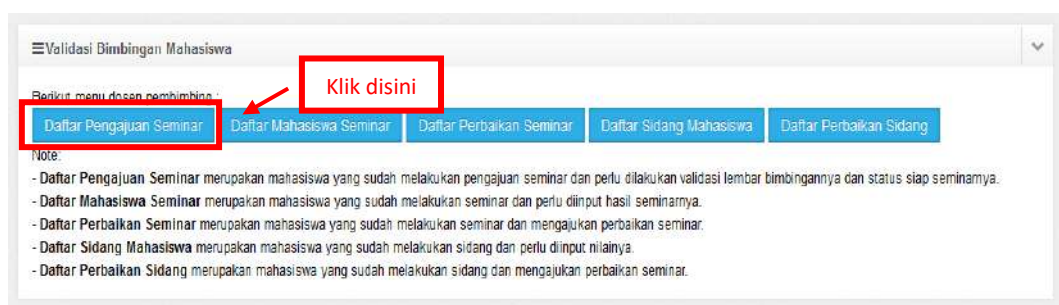 ☰Validasi Bimbingan Mahasiswa
Berikut menu dosen pembimbing :
Klik disini
Daftar Pengajuan Seminar Daftar Mahasiswa Seminar Daftar Perbaikan Seminar Daftar Sidang Mahasiswa Daftar Perbaikan Sidang
Note:
- Daftar Pengajuan Seminar merupakan mahasiswa yang sudah melakukan pengajuan seminar dan perlu dilakukan validasi lembar bimbingannya dan status siap seminarnya.
- Daftar Mahasiswa Seminar merupakan mahasiswa yang sudah melakukan seminar dan perlu diinput hasil seminarnya.
- Daftar Perbaikan Seminar merupakan mahasiswa yang sudah melakukan seminar dan mengajukan perbaikan seminar.
- Daftar Sidang Mahasiswa merupakan mahasiswa yang sudah melakukan sidang dan perlu diinput nilainya.
- Daftar Perbaikan Sidang merupakan mahasiswa yang sudah melakukan sidang dan mengajukan perbaikan seminar.